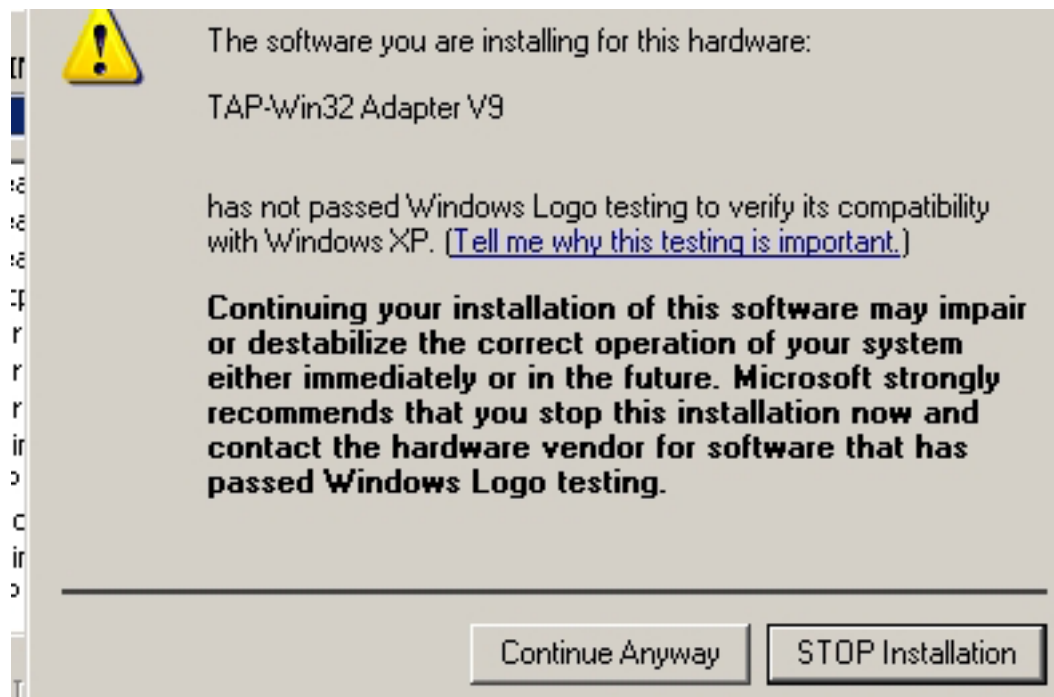 The software you are installing for this hardware:
TAP-Win32 Adapter V9
has not passed Windows Logo testing to verify its compatibility
with Windows XP. (Tell me why this testing is important.)
Continuing your installation of this software may impair
or destabilize the correct operation of your system
either immediately or in the future. Microsoft strongly
recommends that you stop this installation now and
contact the hardware vendor for software that has
passed Windows Logo testing.
Continue Anyway
STOP Installation